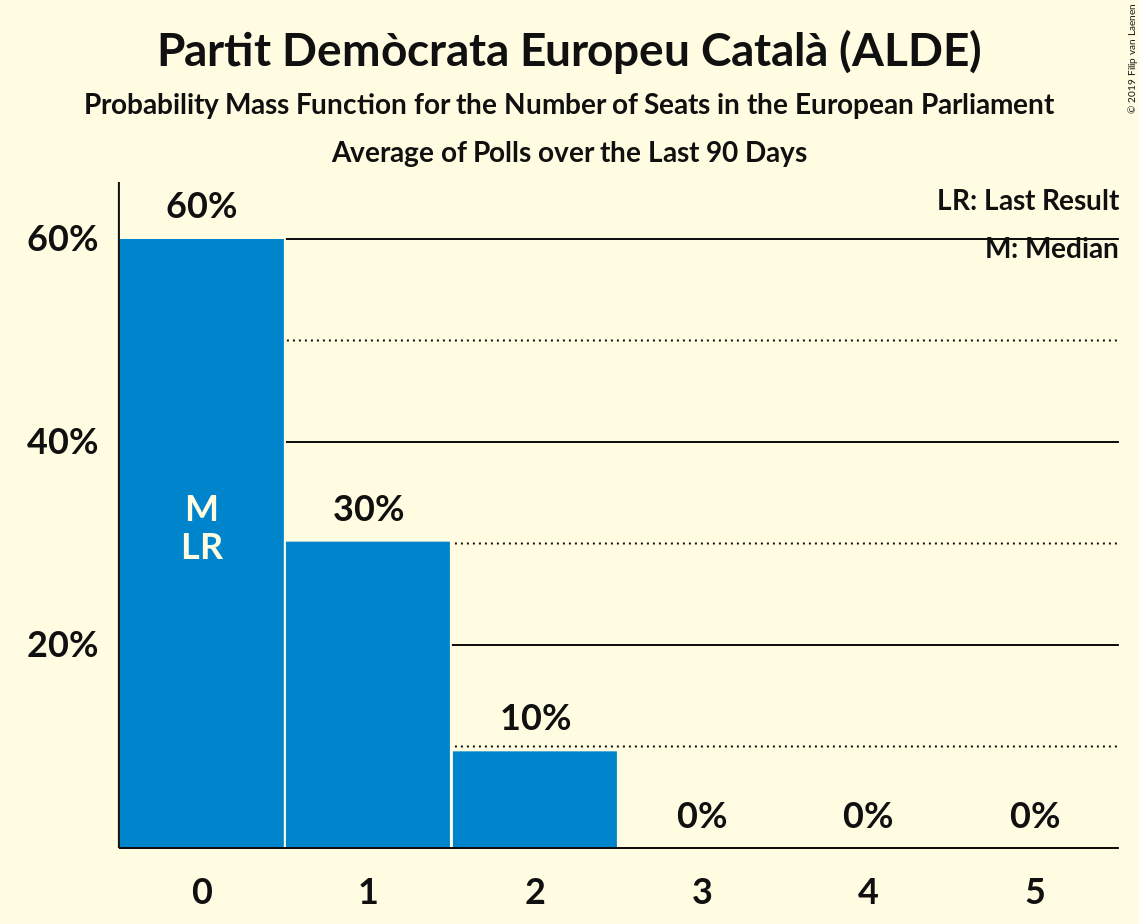 Partit Demòcrata Europeu Català (ALDE)
Probability Mass Function for the Number of Seats in the European Parliament
Average of Polls over the Last 90 Days
© 2019 Filip van Laenen
LR: Last Result
M: Median
60%
40%
20%
60%
30%
10%
0%
0%
0%
M
LR
0
1
2
3
4
5